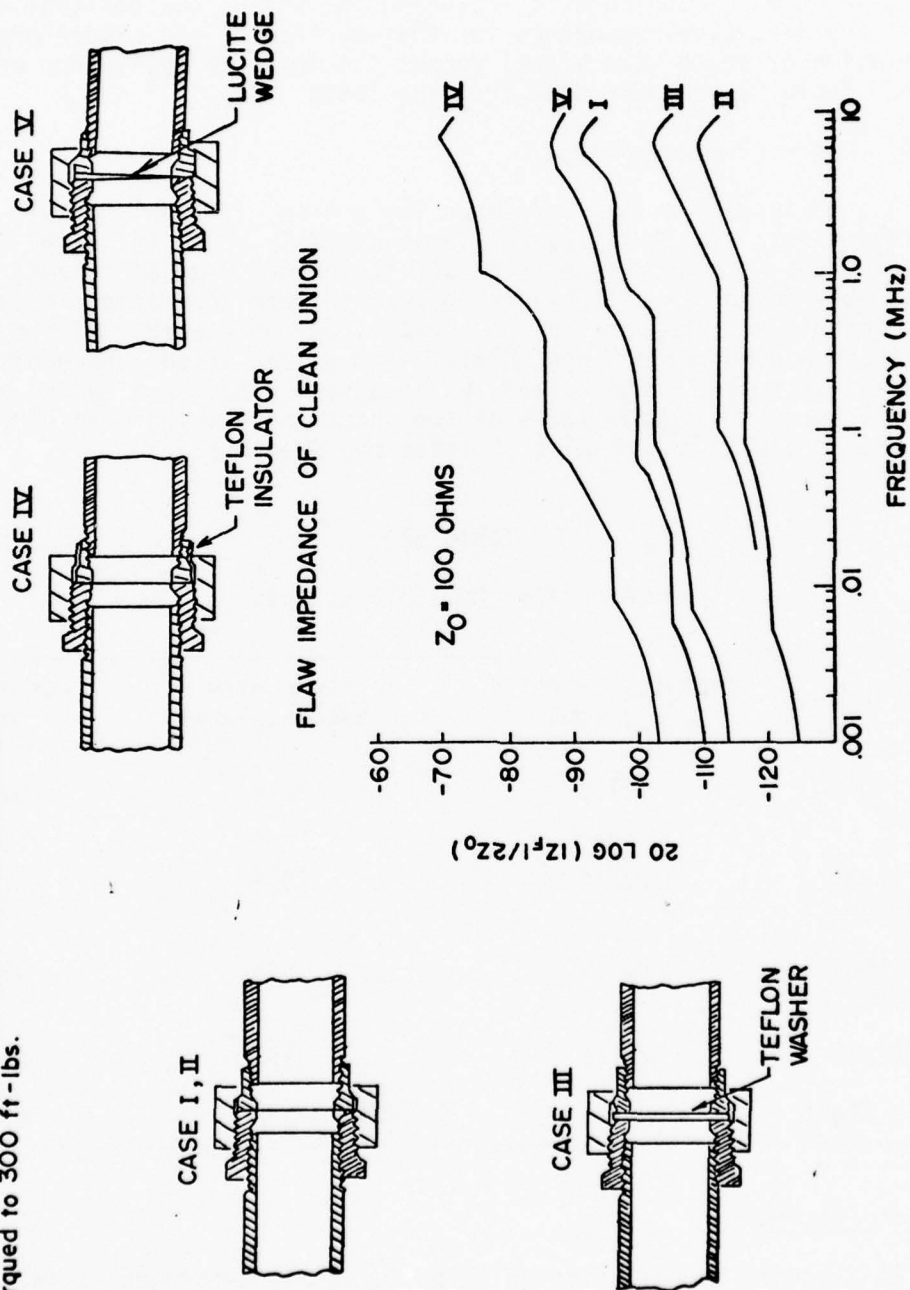 rqued to 300 ft-lbs.
CASE I, II
CASE III
TEFLON
WASHER
CASE IV
TEFLON
INSULATOR
CASE V
LUCITE
WEDGE
FLAW IMPEDANCE OF CLEAN UNION
Z₀ = 100 OHMS
20 LOG (|Z_F|/2Z₀)
-60
-70
-80
-90
-100
-110
-120
IV
V
I
III
II
.001
.01
.1
1.0
10
FREQUENCY (MHz)